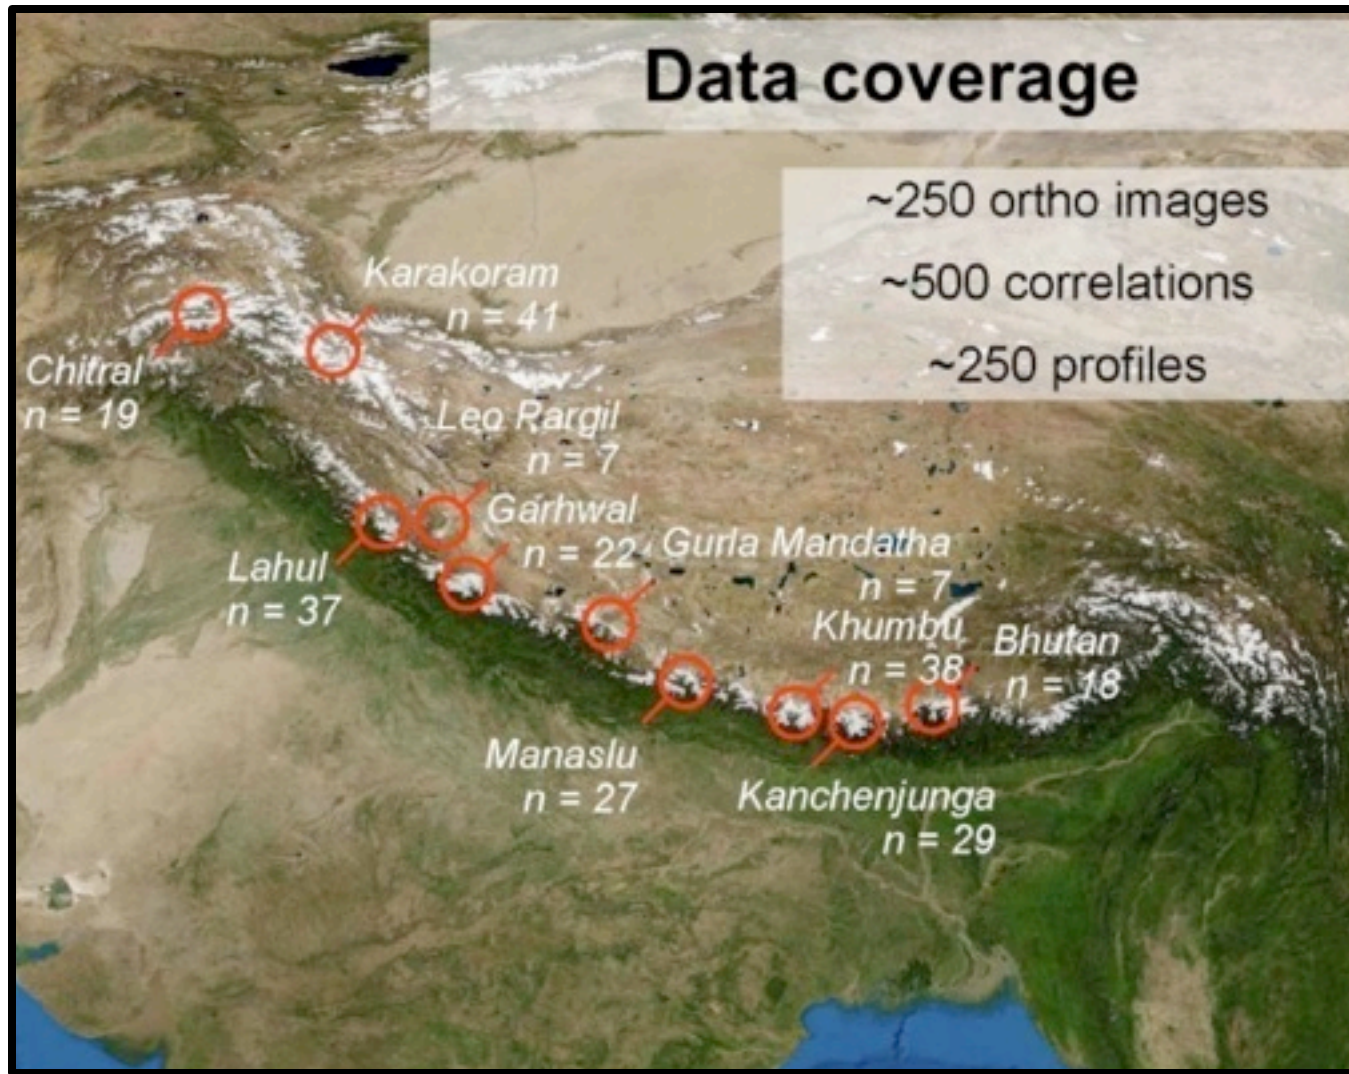 Data coverage
~250 ortho images
~500 correlations
~250 profiles
Karakoram
n = 41
Chitral
n = 19
Leo Rargil
n = 7
Garhwal
n = 22
Gurla Mandatha
n = 7
Lahul
n = 37
Khumbu
n = 38
Bhutan
n = 18
Manaslu
n = 27
Kanchenjunga
n = 29